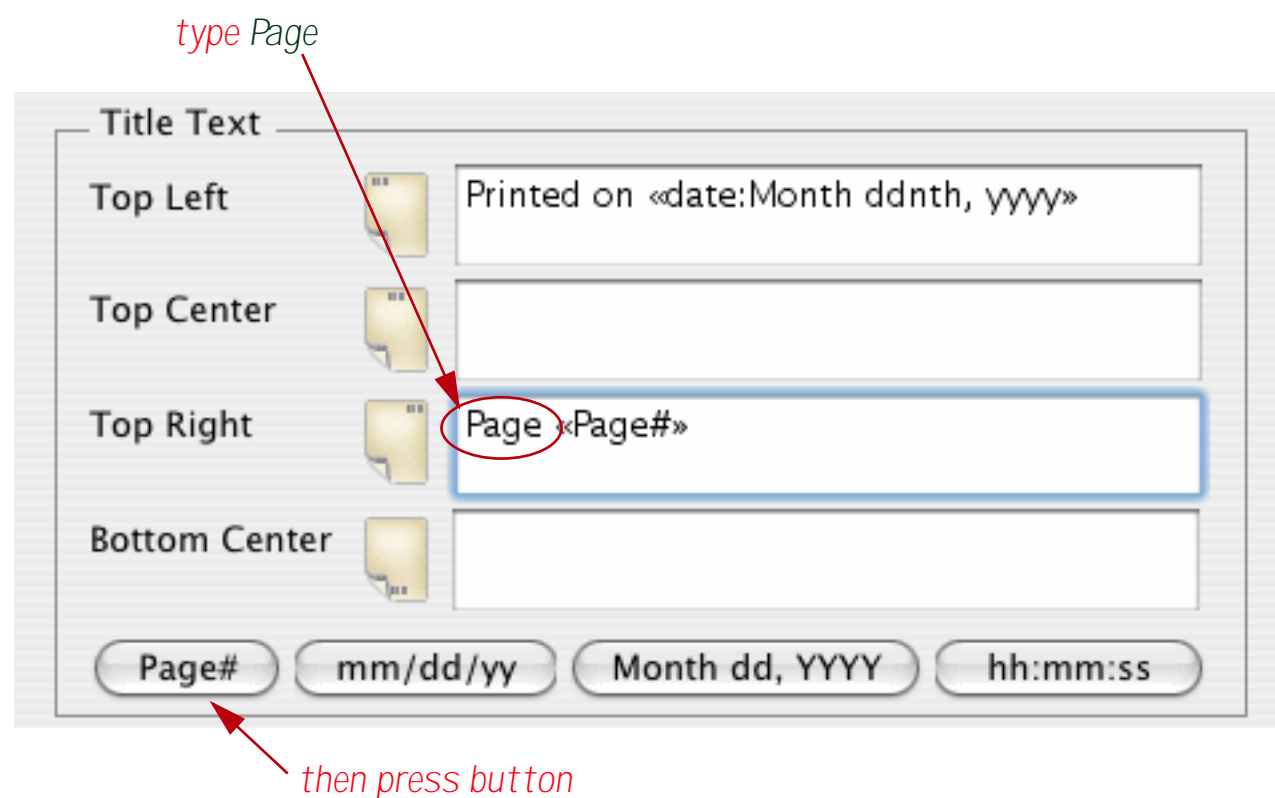 type Page
Title Text
Top Left
Printed on «date:Month ddnth, yyyy»
Top Center
Top Right
Page «Page#»
Bottom Center
Page# mm/dd/yy Month dd, YYYY hh:mm:ss
then press button